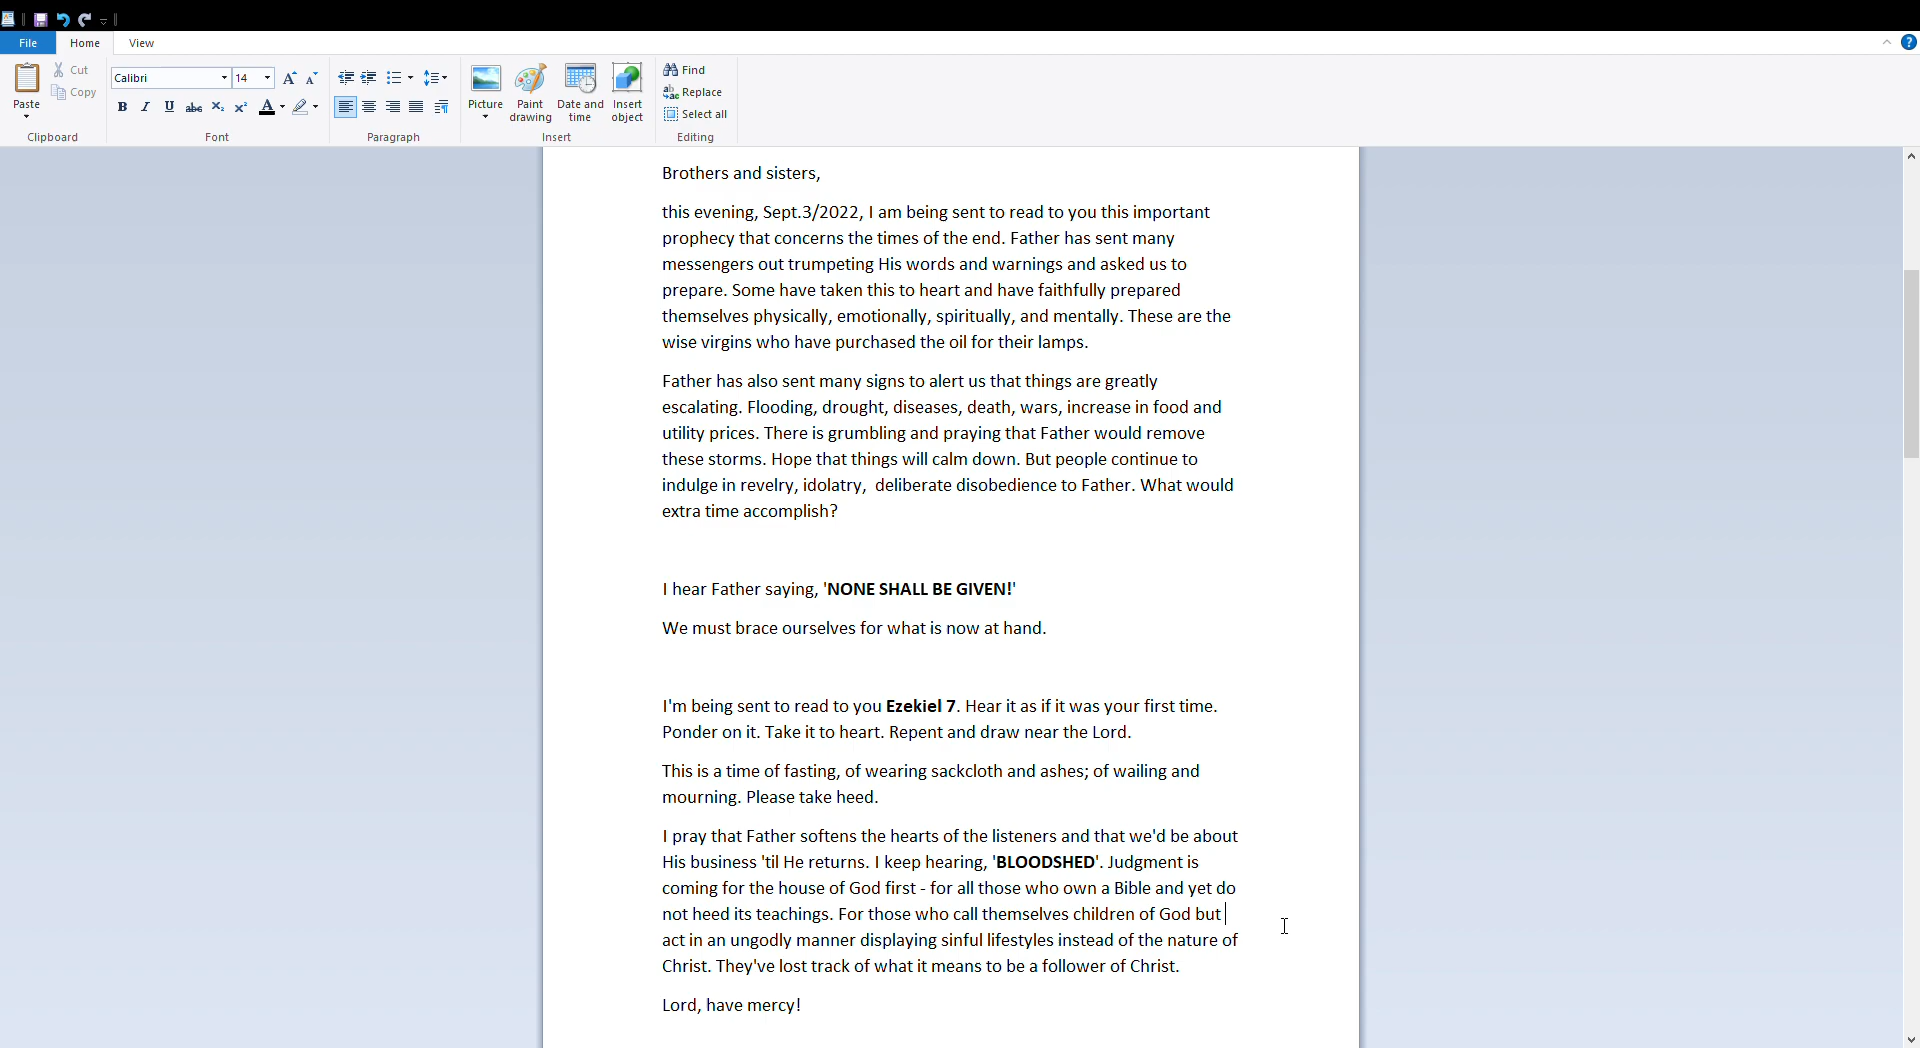 File Home View
Paste
Cut
Copy
Clipboard
Calibri 14
Font
Paragraph
Picture
Paint drawing
Date and time
Insert object
Insert
Find
Replace
Select all
Editing
Brothers and sisters,
this evening, Sept.3/2022, I am being sent to read to you this important
prophecy that concerns the times of the end. Father has sent many
messengers out trumpeting His words and warnings and asked us to
prepare. Some have taken this to heart and have faithfully prepared
themselves physically, emotionally, spiritually, and mentally. These are the
wise virgins who have purchased the oil for their lamps.
Father has also sent many signs to alert us that things are greatly
escalating. Flooding, drought, diseases, death, wars, increase in food and
utility prices. There is grumbling and praying that Father would remove
these storms. Hope that things will calm down. But people continue to
indulge in revelry, idolatry,  deliberate disobedience to Father. What would
extra time accomplish?
I hear Father saying, 'NONE SHALL BE GIVEN!'
We must brace ourselves for what is now at hand.
I'm being sent to read to you Ezekiel 7. Hear it as if it was your first time.
Ponder on it. Take it to heart. Repent and draw near the Lord.
This is a time of fasting, of wearing sackcloth and ashes; of wailing and
mourning. Please take heed.
I pray that Father softens the hearts of the listeners and that we'd be about
His business 'til He returns. I keep hearing, 'BLOODSHED'. Judgment is
coming for the house of God first - for all those who own a Bible and yet do
not heed its teachings. For those who call themselves children of God but
act in an ungodly manner displaying sinful lifestyles instead of the nature of
Christ. They've lost track of what it means to be a follower of Christ.
Lord, have mercy!